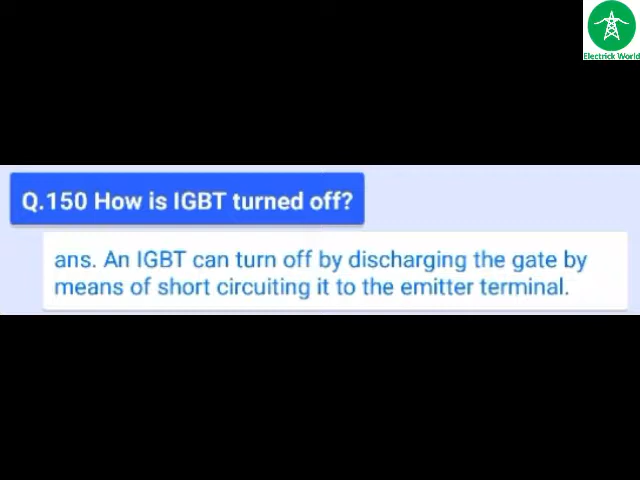 Electrick World
Q.150 How is IGBT turned off?
ans. An IGBT can turn off by discharging the gate by
means of short circuiting it to the emitter terminal.